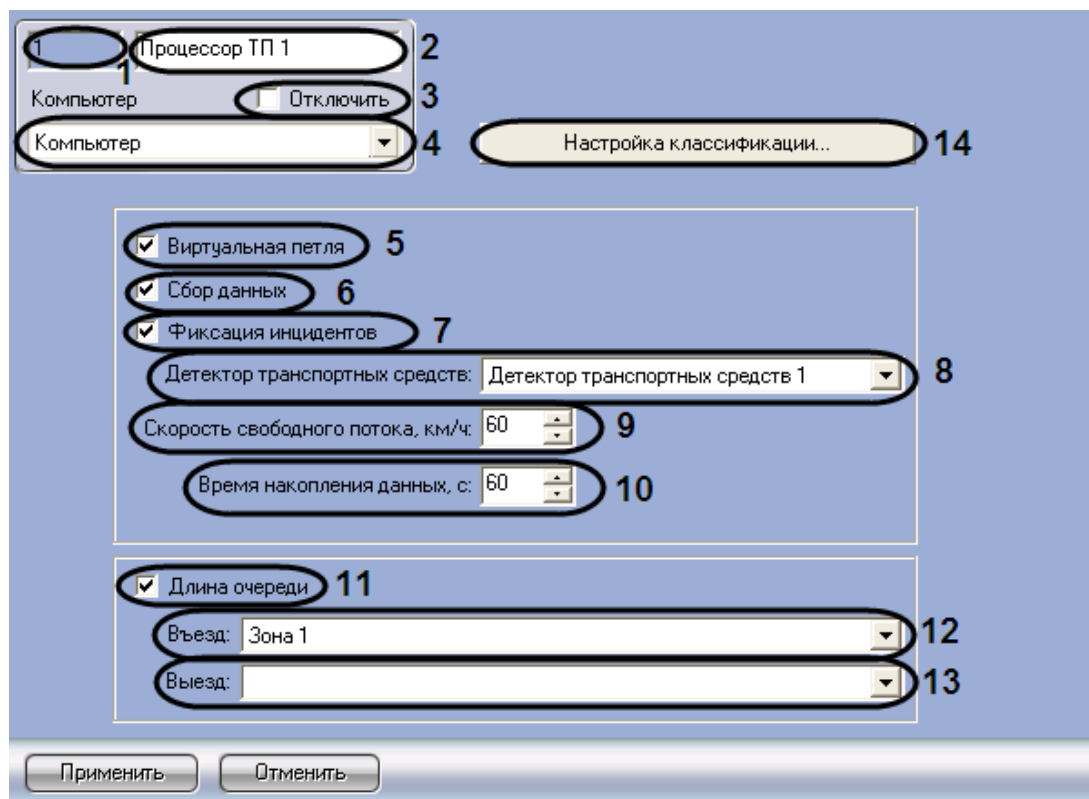 1 Процессор ТП 1 2
1
Компьютер Отключить 3
Компьютер 4 Настройка классификации... 14
Виртуальная петля 5
Сбор данных 6
Фиксация инцидентов 7
Детектор транспортных средств: Детектор транспортных средств 1 8
Скорость свободного потока, км/ч: 60 9
Время накопления данных, с: 60 10
Длина очереди 11
Въезд: Зона 1 12
Выезд: 13
Применить Отменить